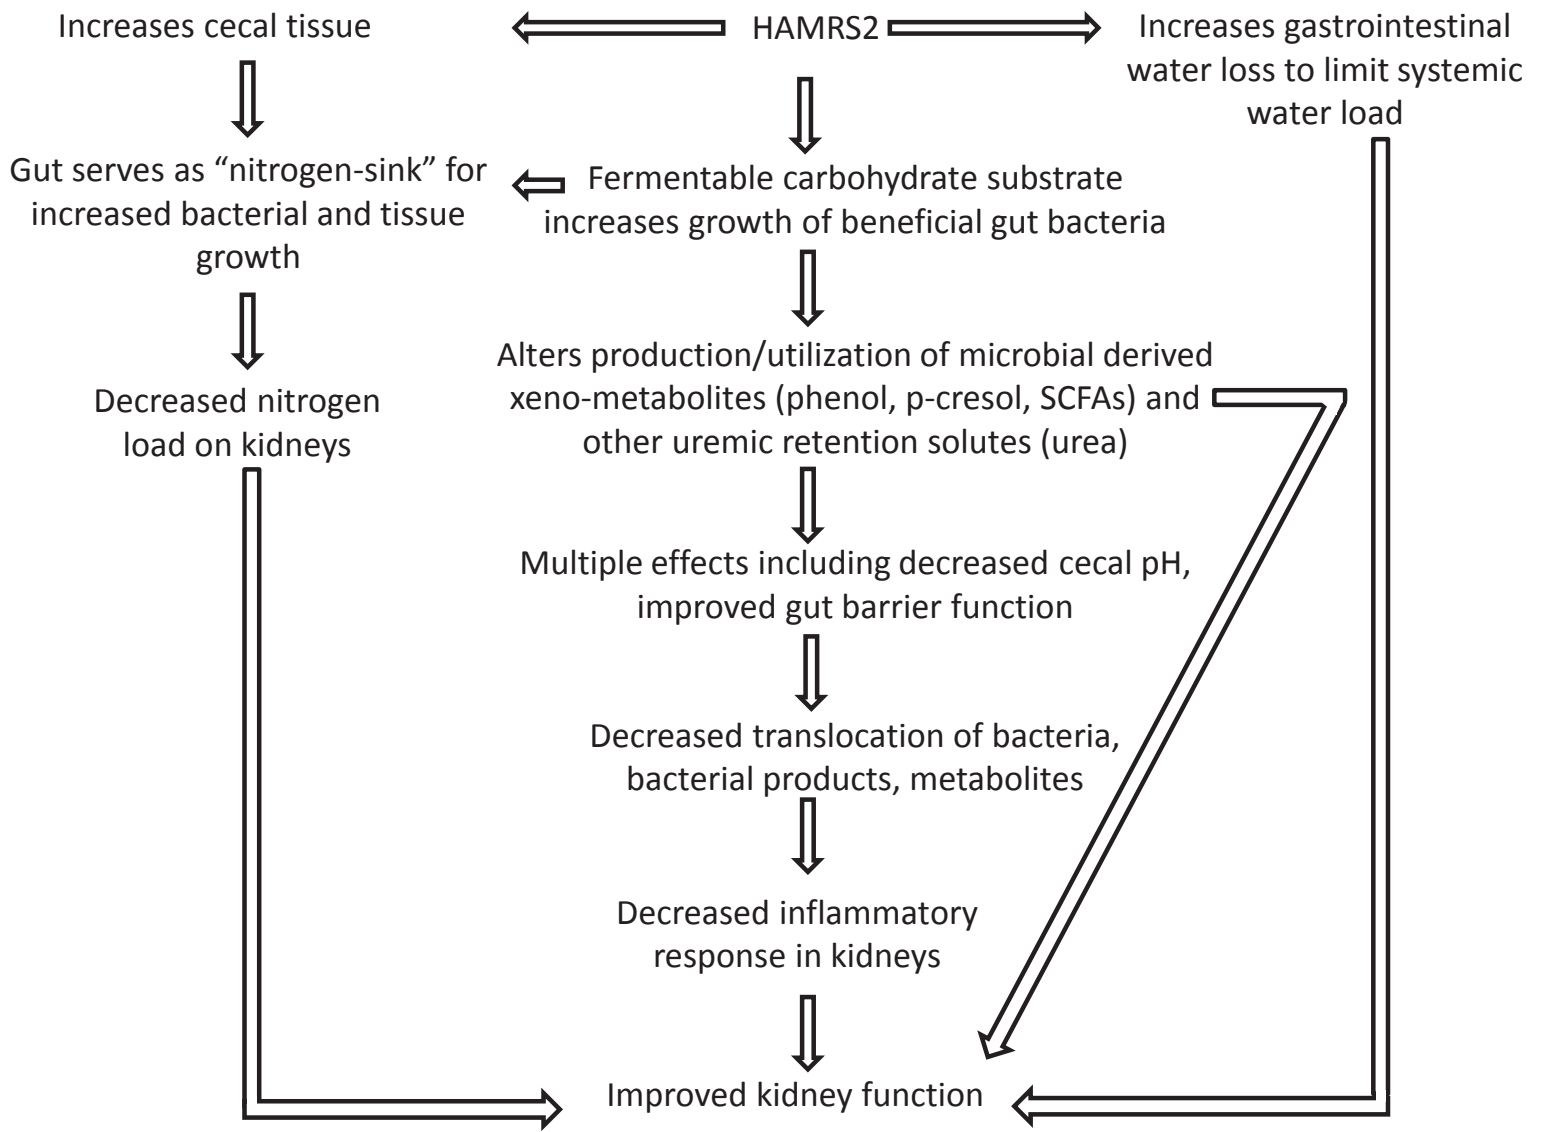 Increases cecal tissue
HAMRS2
Increases gastrointestinal
water loss to limit systemic
water load
Gut serves as “nitrogen-sink” for
increased bacterial and tissue
growth
Fermentable carbohydrate substrate
increases growth of beneficial gut bacteria
Alters production/utilization of microbial derived
xeno-metabolites (phenol, p-cresol, SCFAs) and
other uremic retention solutes (urea)
Decreased nitrogen
load on kidneys
Multiple effects including decreased cecal pH,
improved gut barrier function
Decreased translocation of bacteria,
bacterial products, metabolites
Decreased inflammatory
response in kidneys
Improved kidney function